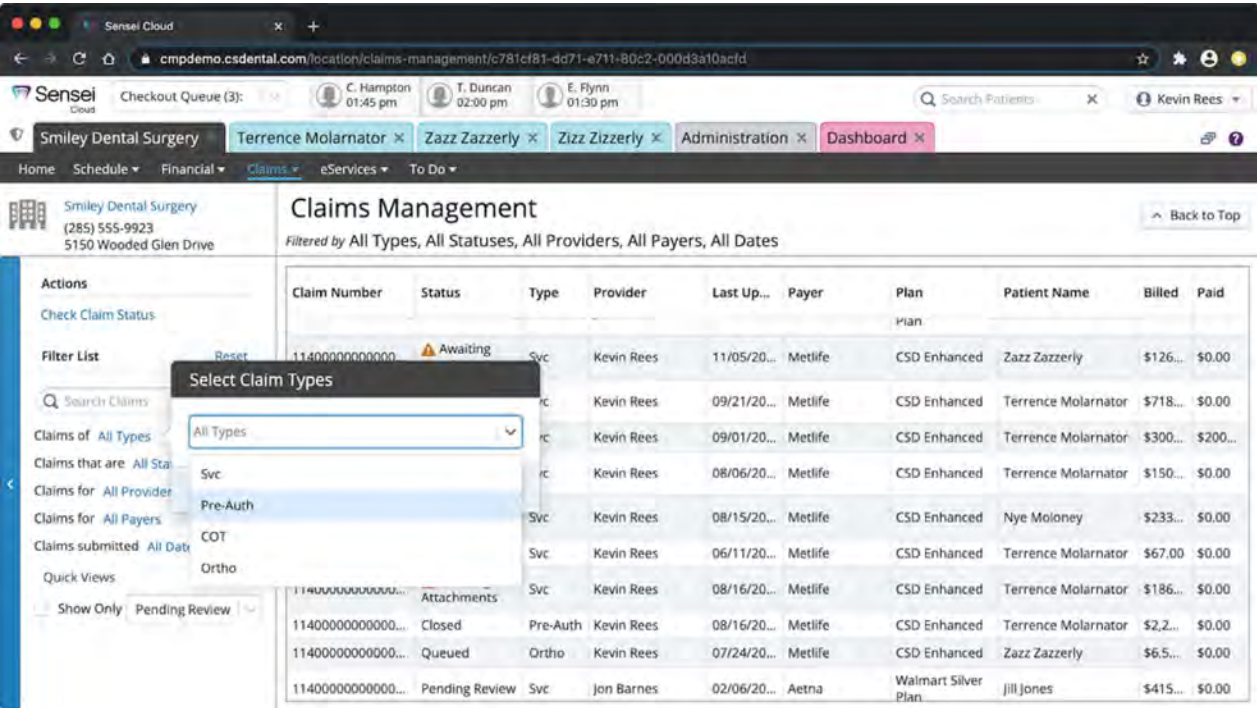 Sensei Cloud × +
cmpdemo.csdental.com/location/claims-management/c781cf81-dd71-e711-80c2-000d3a10acfd
Sensei Cloud
Checkout Queue (3):
C. Hampton
01:45 pm
T. Duncan
02:00 pm
E. Flynn
01:30 pm
Search Patients ×
Kevin Rees
Smiley Dental Surgery
Terrence Molarnator ×
Zazz Zazzerly ×
Zizz Zizzerly ×
Administration ×
Dashboard ×
Home Schedule Financial Claims eServices To Do
Smiley Dental Surgery
(285) 555-9923
5150 Wooded Glen Drive
Claims Management
Filtered by All Types, All Statuses, All Providers, All Payers, All Dates
Back to Top
Actions
Check Claim Status
Filter List Reset
Search Claims
Claims of All Types
Claims that are All Sta
Claims for All Provider
Claims for All Payers
Claims submitted All Dat
Quick Views
Show Only Pending Review
Select Claim Types
All Types
Svc
Pre-Auth
COT
Ortho
Claim Number Status Type Provider Last Up... Payer Plan Patient Name Billed Paid
Plan
11400000000000... Awaiting Svc Kevin Rees 11/05/20... Metlife CSD Enhanced Zazz Zazzerly $126... $0.00
Kevin Rees 09/21/20... Metlife CSD Enhanced Terrence Molarnator $718... $0.00
Kevin Rees 09/01/20... Metlife CSD Enhanced Terrence Molarnator $300... $200...
Kevin Rees 08/06/20... Metlife CSD Enhanced Terrence Molarnator $150... $0.00
Svc Kevin Rees 08/15/20... Metlife CSD Enhanced Nye Moloney $233... $0.00
Svc Kevin Rees 06/11/20... Metlife CSD Enhanced Terrence Molarnator $67.00 $0.00
11400000000000... Attachments Svc Kevin Rees 08/16/20... Metlife CSD Enhanced Terrence Molarnator $186... $0.00
11400000000000... Closed Pre-Auth Kevin Rees 08/16/20... Metlife CSD Enhanced Terrence Molarnator $2,2... $0.00
11400000000000... Queued Ortho Kevin Rees 07/24/20... Metlife CSD Enhanced Zazz Zazzerly $6,5... $0.00
11400000000000... Pending Review Svc Jon Barnes 02/06/20... Aetna Walmart Silver Plan Jill Jones $415... $0.00